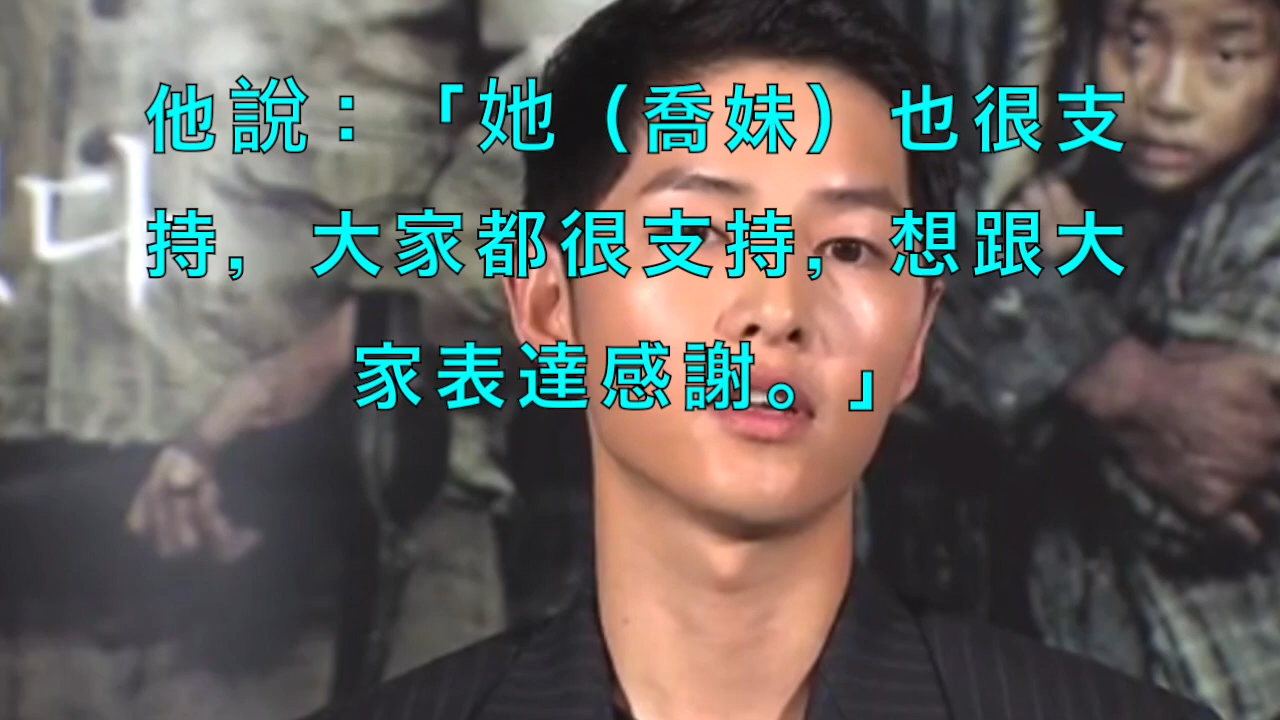 他說：「她（喬妹）也很支
持，大家都很支持，想跟大
家表達感謝。」